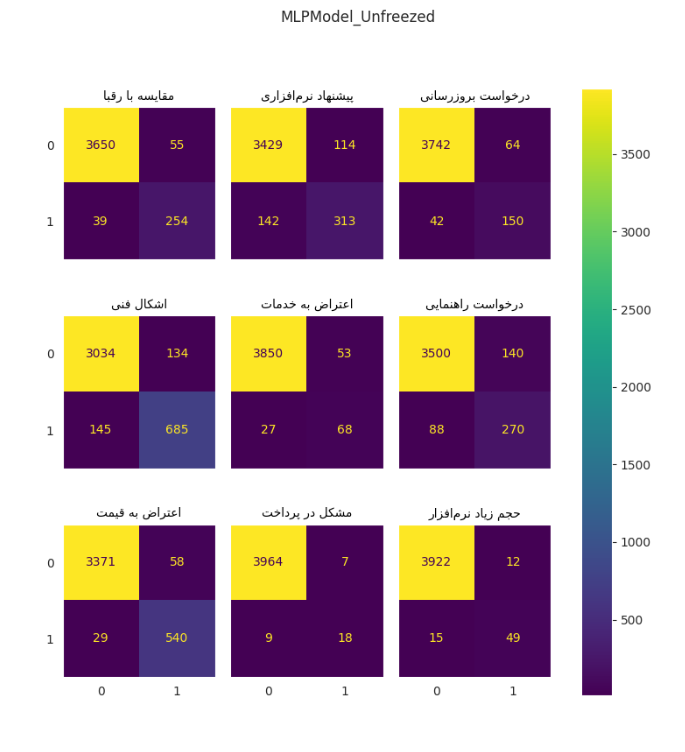 MLPModel_Unfreezed
مقایسه با رقبا پیشنهاد نرم‌افزاری درخواست بروزرسانی
0 3650 55 3429 114 3742 64
1 39 254 142 313 42 150
اشکال فنی اعتراض به خدمات درخواست راهنمایی
0 3034 134 3850 53 3500 140
1 145 685 27 68 88 270
اعتراض به قیمت مشکل در پرداخت حجم زیاد نرم‌افزار
0 3371 58 3964 7 3922 12
1 29 540 9 18 15 49
0 1 0 1 0 1
3500
3000
2500
2000
1500
1000
500